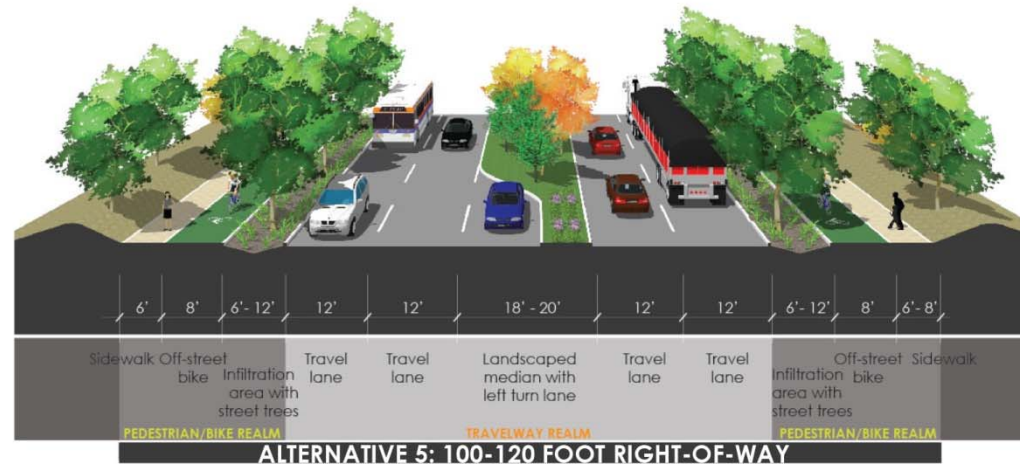 6' 8' 6'- 12' 12' 12' 18' - 20' 12' 12' 6'- 12' 8' 6'- 8'
Sidewalk
Off-street
bike
Infiltration
area with
street trees
Travel
lane
Travel
lane
Landscaped
median with
left turn lane
Travel
lane
Travel
lane
Infiltration
area with
street trees
Off-street
bike
Sidewalk
PEDESTRIAN/BIKE REALM
TRAVELWAY REALM
PEDESTRIAN/BIKE REALM
ALTERNATIVE 5: 100-120 FOOT RIGHT-OF-WAY